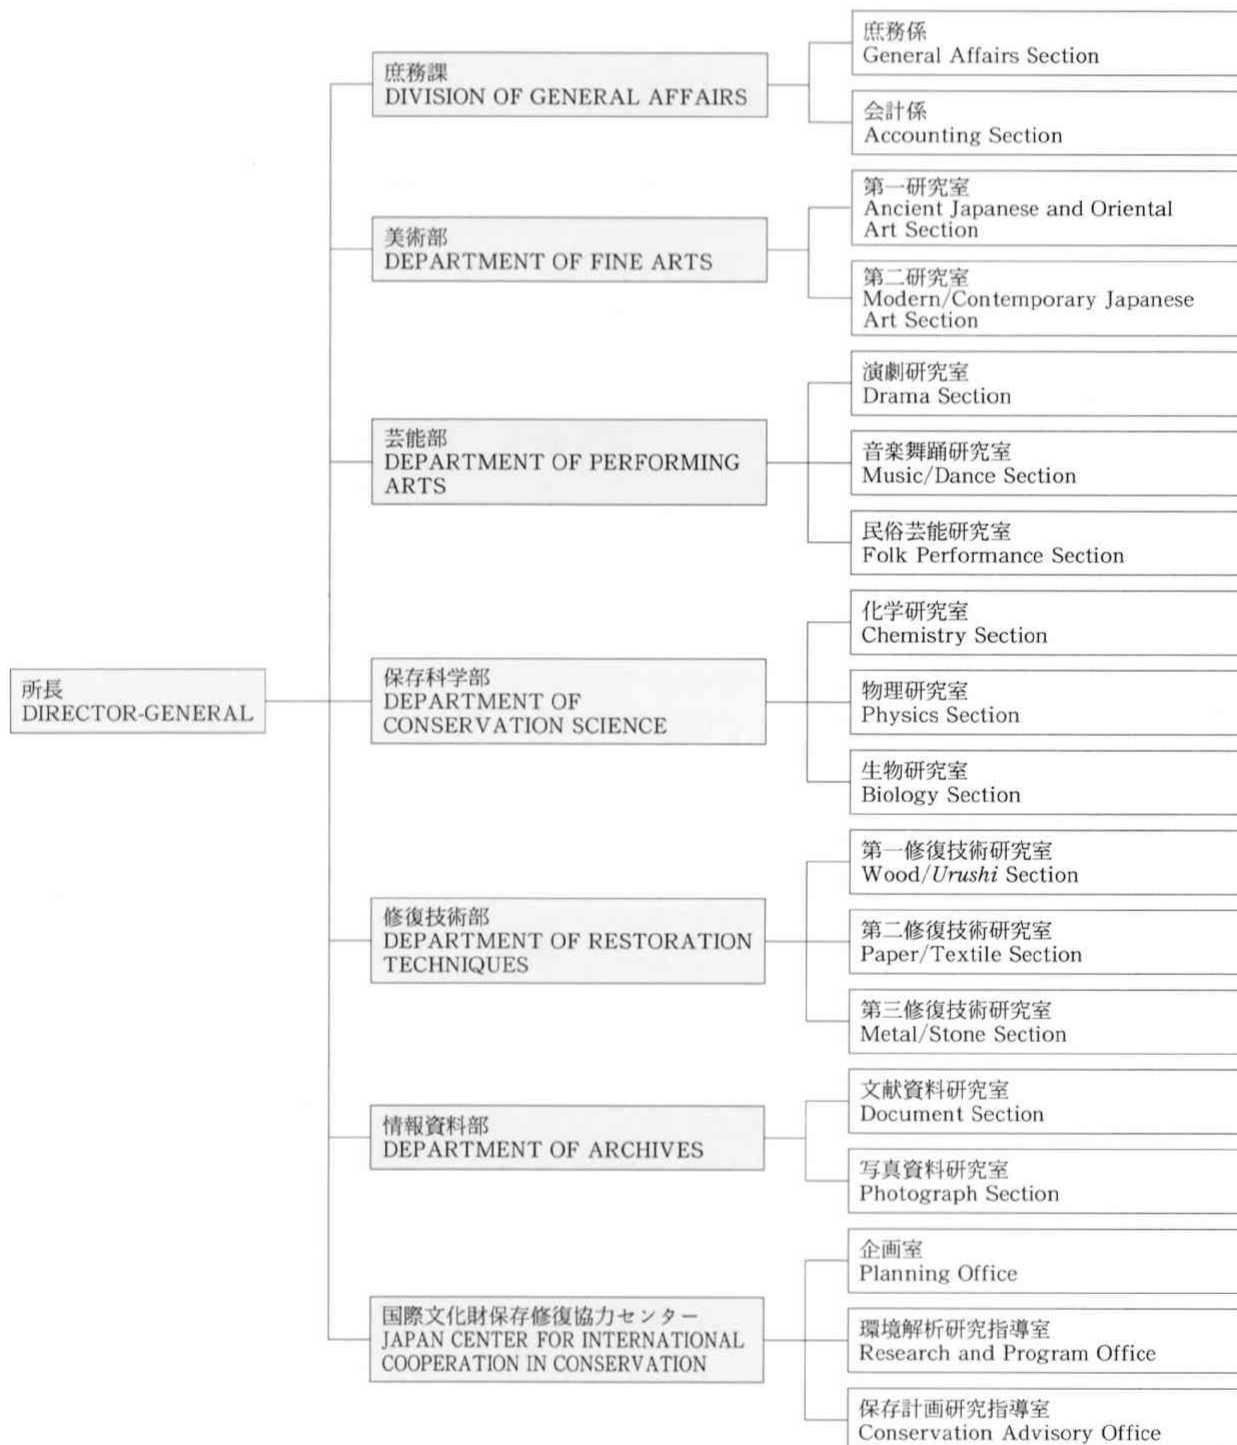 所長
DIRECTOR-GENERAL
庶務課
DIVISION OF GENERAL AFFAIRS
庶務係
General Affairs Section
会計係
Accounting Section
美術部
DEPARTMENT OF FINE ARTS
第一研究室
Ancient Japanese and Oriental
Art Section
第二研究室
Modern/Contemporary Japanese
Art Section
芸能部
DEPARTMENT OF PERFORMING
ARTS
演劇研究室
Drama Section
音楽舞踊研究室
Music/Dance Section
民俗芸能研究室
Folk Performance Section
保存科学部
DEPARTMENT OF
CONSERVATION SCIENCE
化学研究室
Chemistry Section
物理研究室
Physics Section
生物研究室
Biology Section
修復技術部
DEPARTMENT OF RESTORATION
TECHNIQUES
第一修復技術研究室
Wood/Urushi Section
第二修復技術研究室
Paper/Textile Section
第三修復技術研究室
Metal/Stone Section
情報資料部
DEPARTMENT OF ARCHIVES
文献資料研究室
Document Section
写真資料研究室
Photograph Section
国際文化財保存修復協力センター
JAPAN CENTER FOR INTERNATIONAL
COOPERATION IN CONSERVATION
企画室
Planning Office
環境解析研究指導室
Research and Program Office
保存計画研究指導室
Conservation Advisory Office